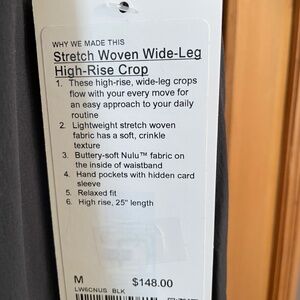 WHY WE MADE THIS
Stretch Woven Wide-Leg
High-Rise Crop
1. These high-rise, wide-leg crops
flow with your every move for
an easy approach to your daily
routine
2. Lightweight stretch woven
fabric has a soft, crinkle
texture
3. Buttery-soft Nulu™ fabric on
the inside of waistband
4. Hand pockets with hidden card
sleeve
5. Relaxed fit
6. High rise, 25" length
M $148.00
LW6CNUS BLK